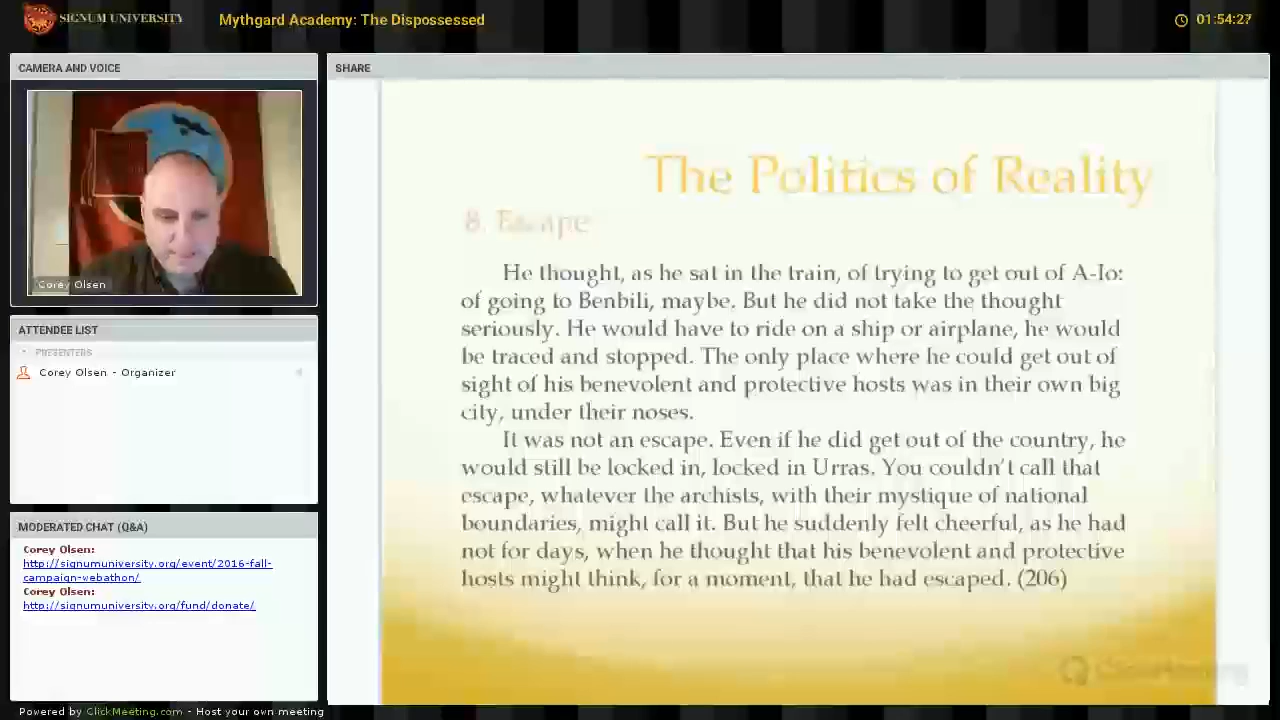 SIGNUM UNIVERSITY
Mythgard Academy: The Dispossessed
01:54:27
CAMERA AND VOICE
Corey Olsen
ATTENDEE LIST
PRESENTERS
Corey Olsen - Organizer
MODERATED CHAT (Q&A)
Corey Olsen:
http://signumuniversity.org/event/2016-fall-
campaign-webathon/
Corey Olsen:
http://signumuniversity.org/fund/donate/
SHARE
The Politics of Reality
8. Escape
He thought, as he sat in the train, of trying to get out of A-Io:
of going to Benbili, maybe. But he did not take the thought
seriously. He would have to ride on a ship or airplane, he would
be traced and stopped. The only place where he could get out of
sight of his benevolent and protective hosts was in their own big
city, under their noses.
It was not an escape. Even if he did get out of the country, he
would still be locked in, locked in Urras. You couldn't call that
escape, whatever the archists, with their mystique of national
boundaries, might call it. But he suddenly felt cheerful, as he had
not for days, when he thought that his benevolent and protective
hosts might think, for a moment, that he had escaped. (206)
ClickMeeting
Powered by ClickMeeting.com - Host your own meeting